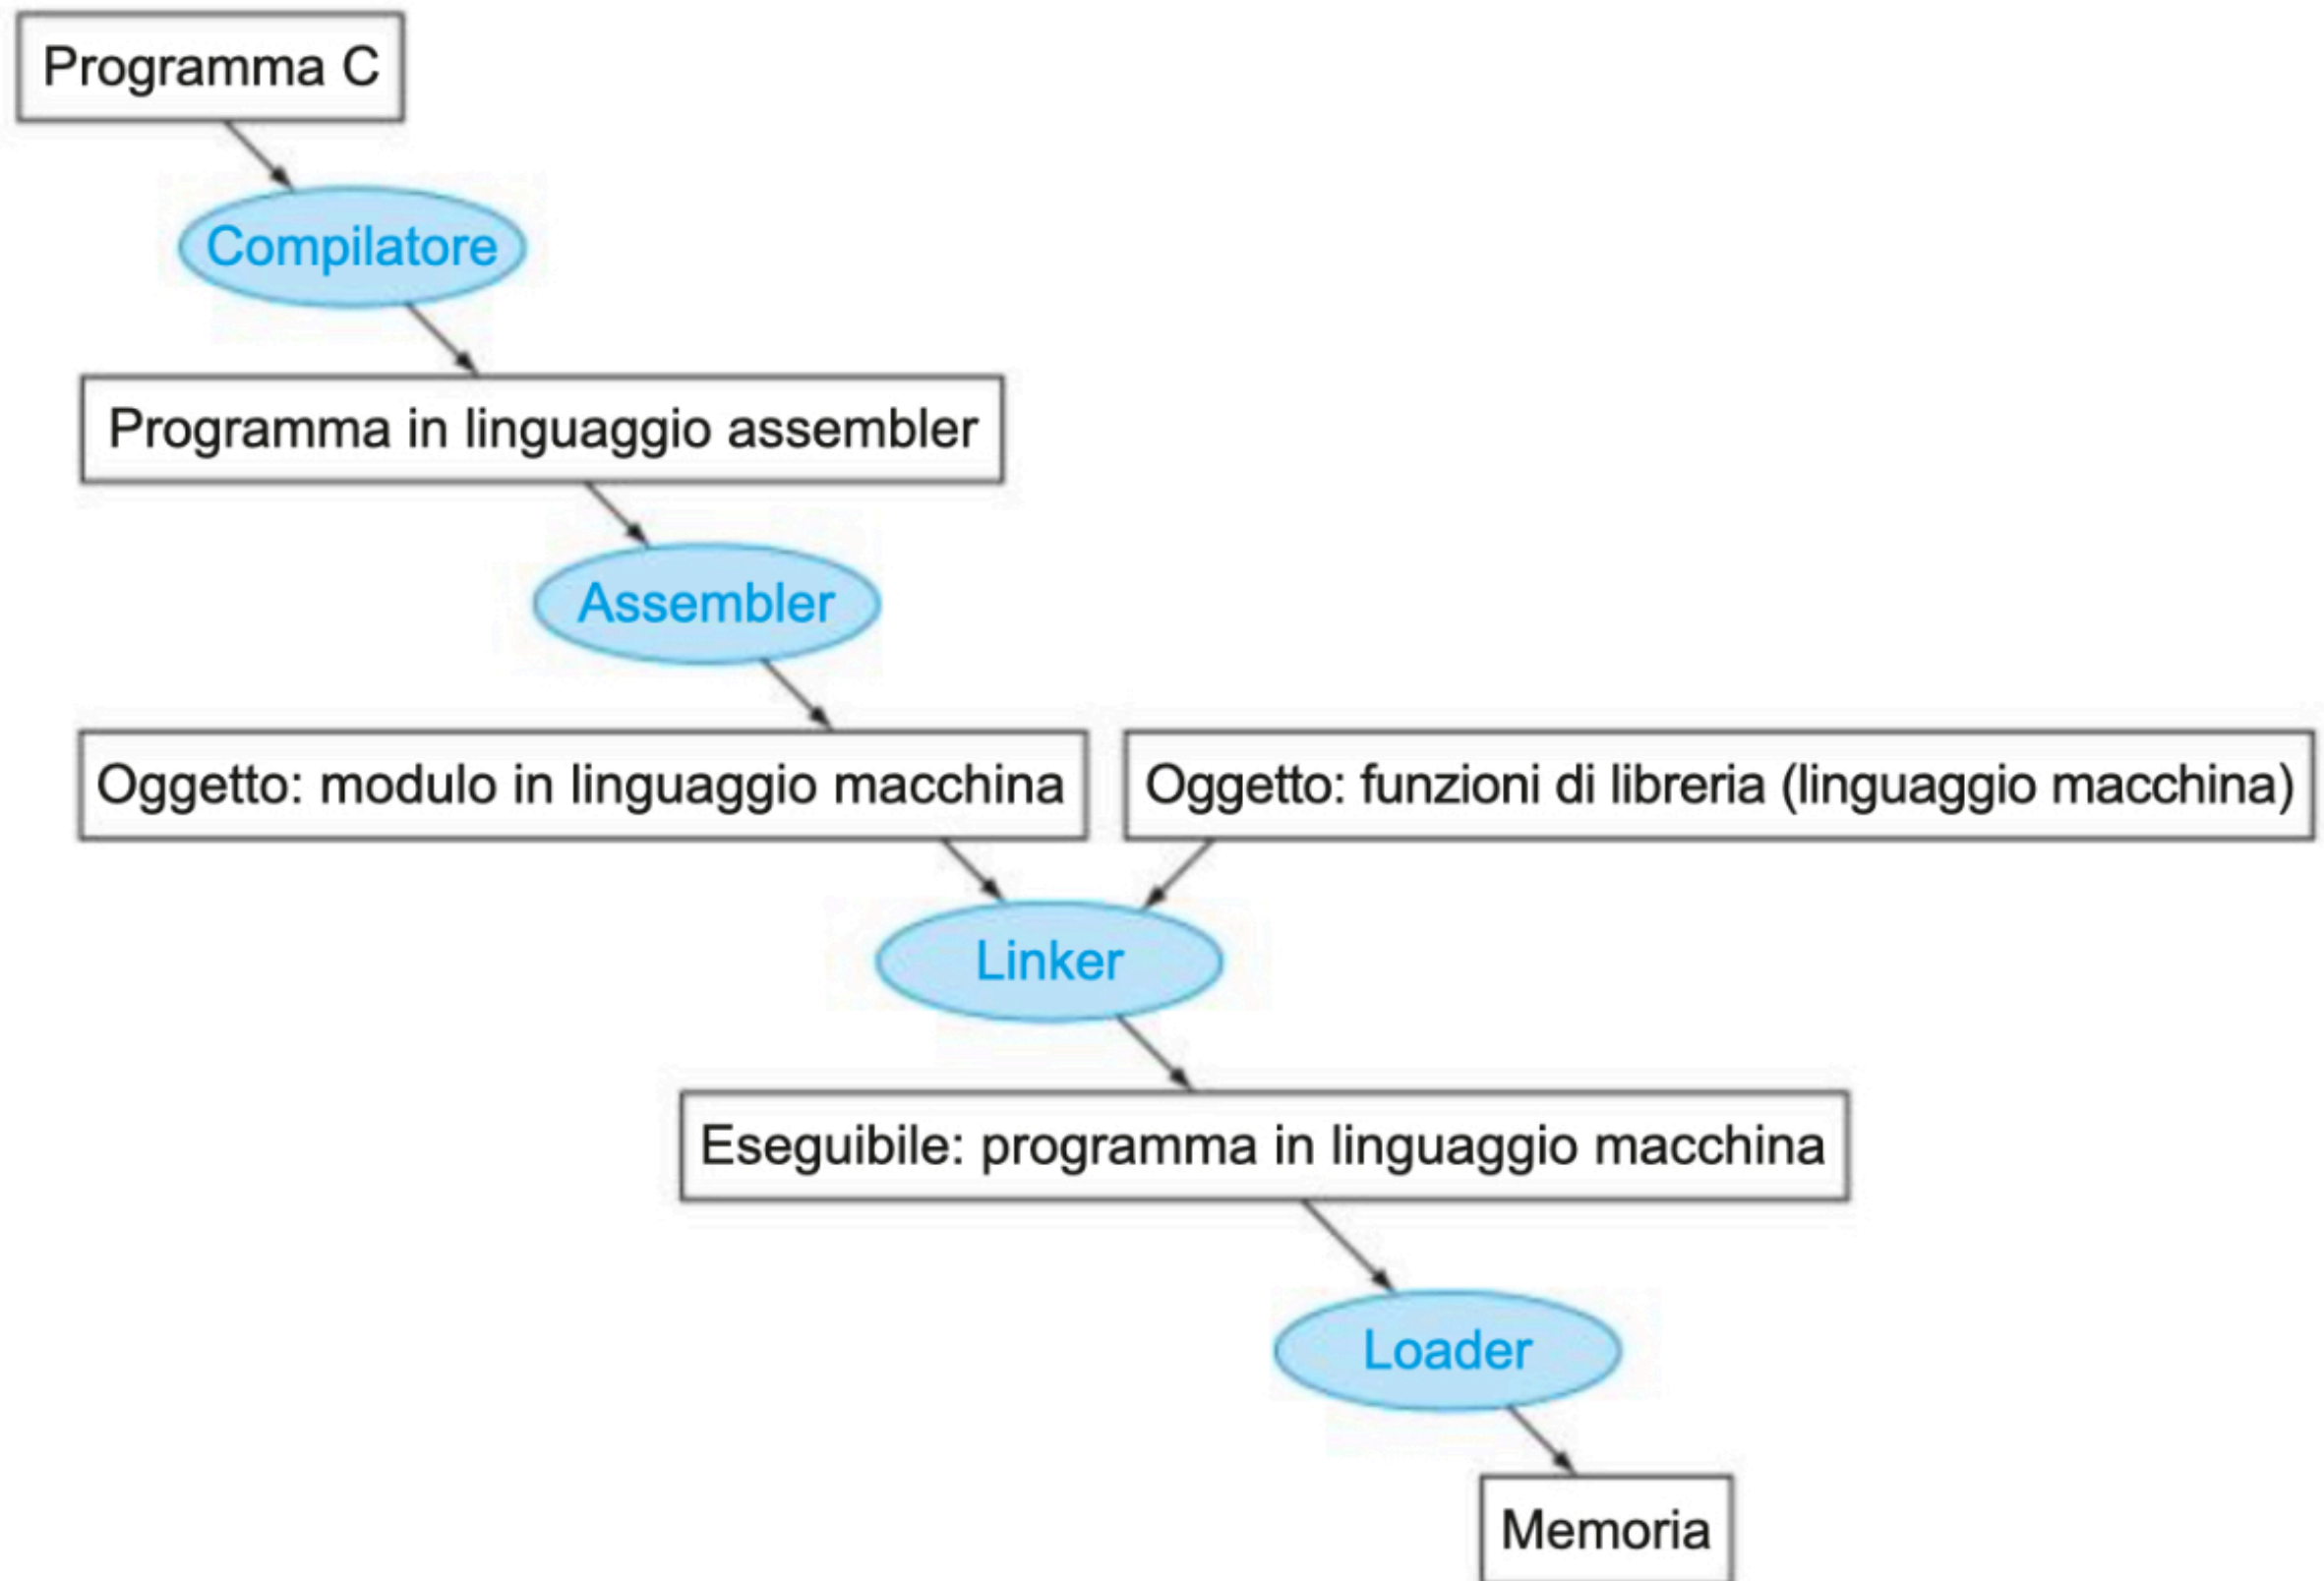 Programma C
Compilatore
Programma in linguaggio assembler
Assembler
Oggetto: modulo in linguaggio macchina
Oggetto: funzioni di libreria (linguaggio macchina)
Linker
Eseguibile: programma in linguaggio macchina
Loader
Memoria